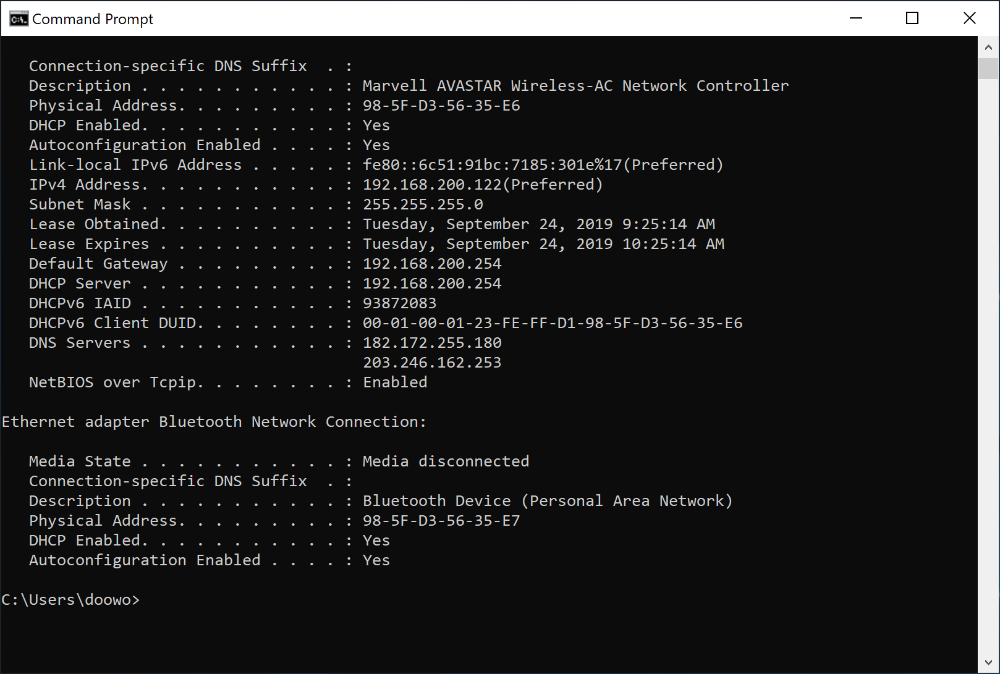 Command Prompt
   Connection-specific DNS Suffix  . :
   Description . . . . . . . . . . . : Marvell AVASTAR Wireless-AC Network Controller
   Physical Address. . . . . . . . . : 98-5F-D3-56-35-E6
   DHCP Enabled. . . . . . . . . . . : Yes
   Autoconfiguration Enabled . . . . : Yes
   Link-local IPv6 Address . . . . . : fe80::6c51:91bc:7185:301e%17(Preferred)
   IPv4 Address. . . . . . . . . . . : 192.168.200.122(Preferred)
   Subnet Mask . . . . . . . . . . . : 255.255.255.0
   Lease Obtained. . . . . . . . . . : Tuesday, September 24, 2019 9:25:14 AM
   Lease Expires . . . . . . . . . . : Tuesday, September 24, 2019 10:25:14 AM
   Default Gateway . . . . . . . . . : 192.168.200.254
   DHCP Server . . . . . . . . . . . : 192.168.200.254
   DHCPv6 IAID . . . . . . . . . . . : 93872083
   DHCPv6 Client DUID. . . . . . . . : 00-01-00-01-23-FE-FF-D1-98-5F-D3-56-35-E6
   DNS Servers . . . . . . . . . . . : 182.172.255.180
                                       203.246.162.253
   NetBIOS over Tcpip. . . . . . . . : Enabled
Ethernet adapter Bluetooth Network Connection:
   Media State . . . . . . . . . . . : Media disconnected
   Connection-specific DNS Suffix  . :
   Description . . . . . . . . . . . : Bluetooth Device (Personal Area Network)
   Physical Address. . . . . . . . . : 98-5F-D3-56-35-E7
   DHCP Enabled. . . . . . . . . . . : Yes
   Autoconfiguration Enabled . . . . : Yes
C:\Users\doowo>